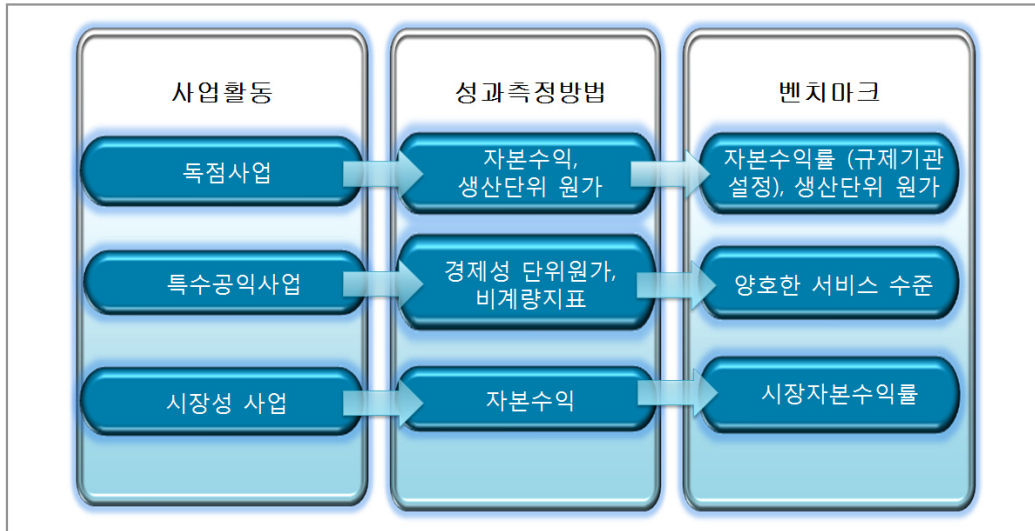 사업활동
성과측정방법
벤치마크
독점사업
자본수익,
생산단위 원가
자본수익률 (규제기관
설정), 생산단위 원가
특수공익사업
경제성 단위원가,
비계량지표
양호한 서비스 수준
시장성 사업
자본수익
시장자본수익률